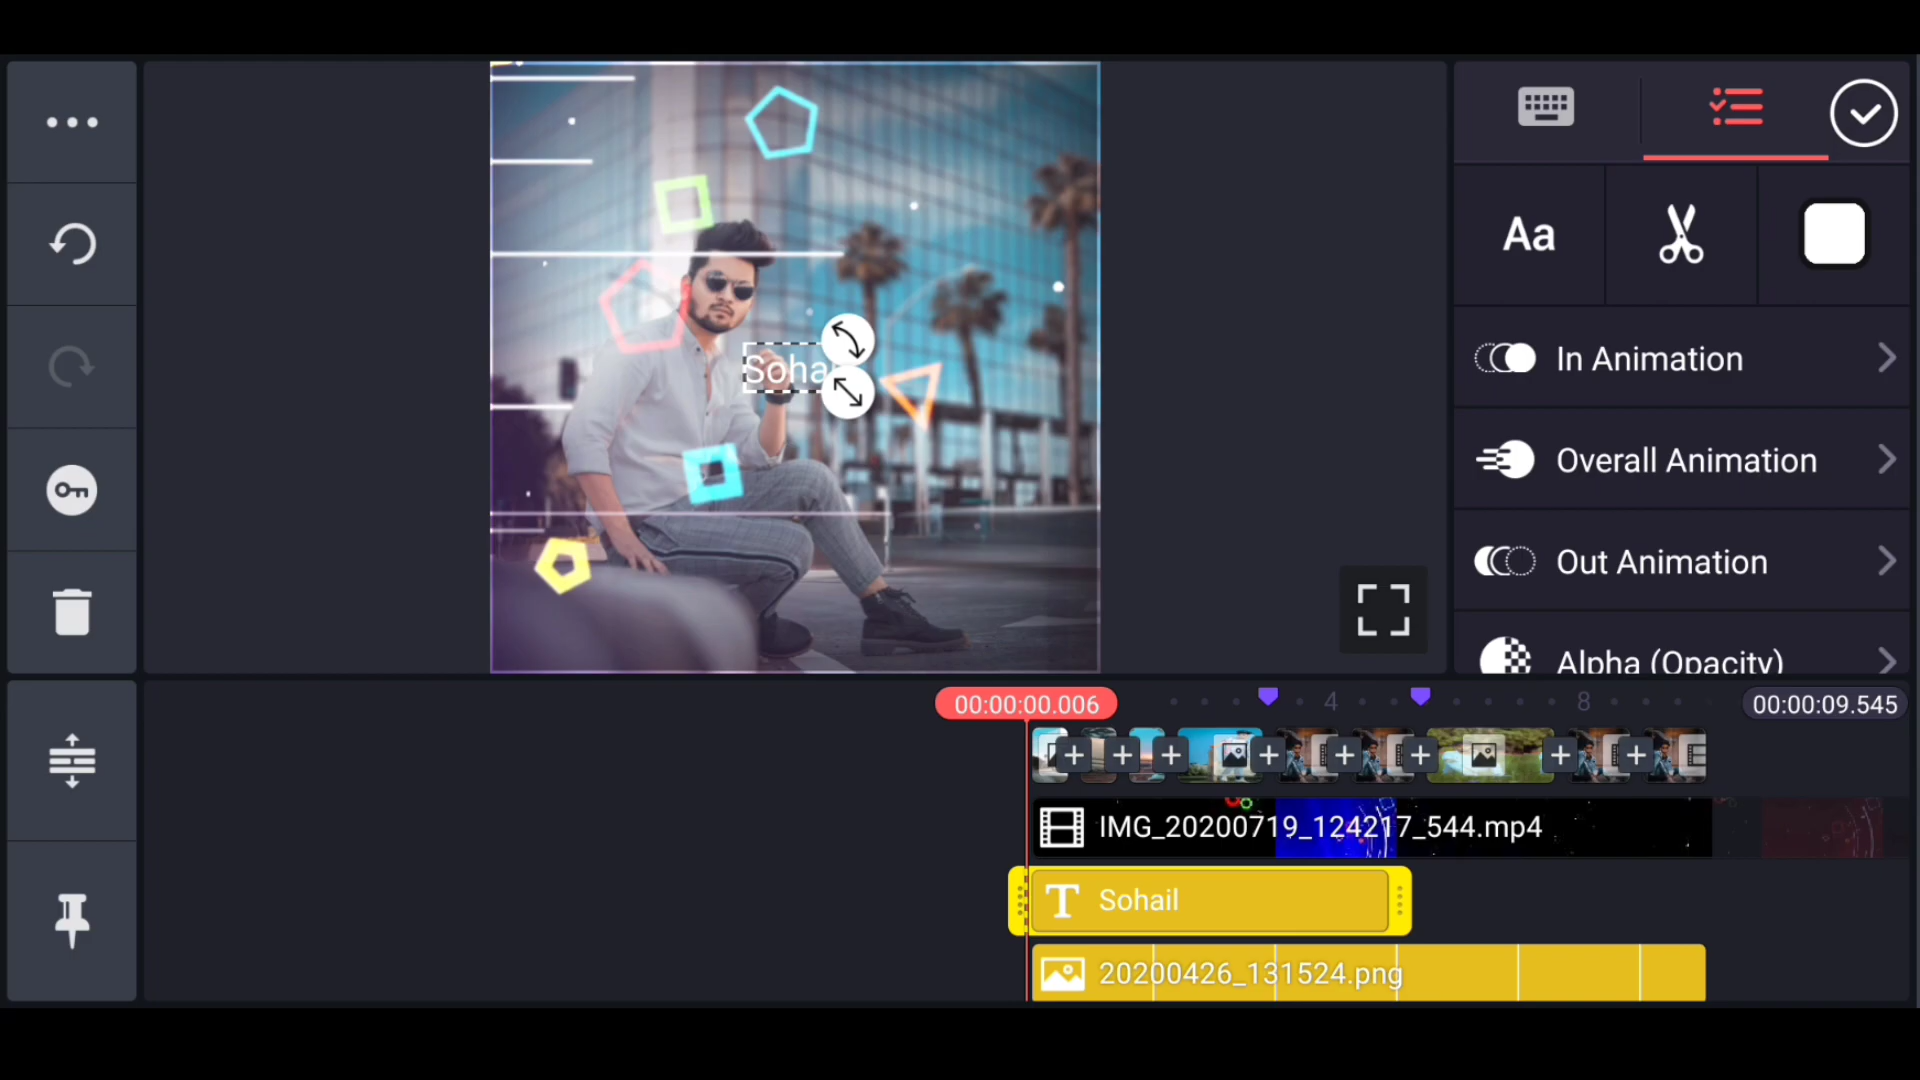 Aa
In Animation
Overall Animation
Out Animation
Alpha (Opacity)
Soha
00:00:00.006
4
8
00:00:09.545
IMG_20200719_124217_544.mp4
T Sohail
20200426_131524.png